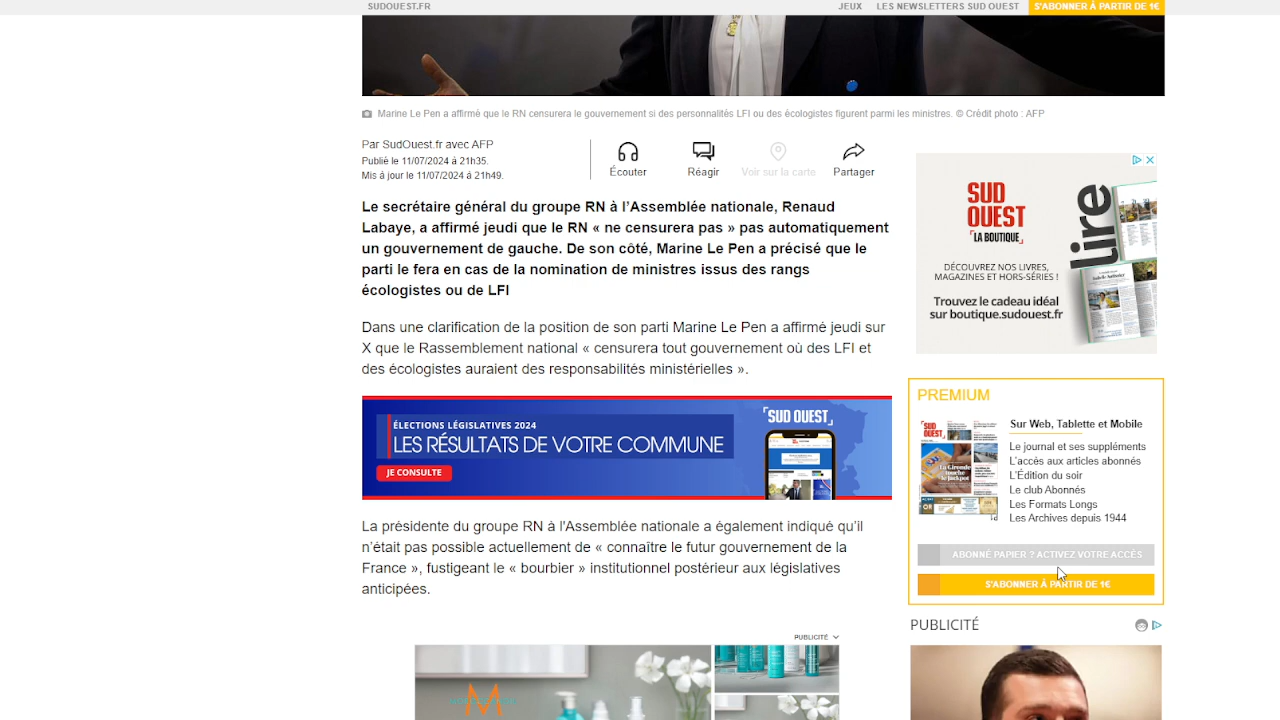 SUDOUEST.FR
JEUX
LES NEWSLETTERS SUD OUEST
S'ABONNER À PARTIR DE 1€
Marine Le Pen a affirmé que le RN censurera le gouvernement si des personnalités LFI ou des écologistes figurent parmi les ministres. © Crédit photo : AFP
Par SudOuest.fr avec AFP
Publié le 11/07/2024 à 21h35.
Mis à jour le 11/07/2024 à 21h49.
Écouter
Réagir
Voir sur la carte
Partager
Le secrétaire général du groupe RN à l'Assemblée nationale, Renaud
Labaye, a affirmé jeudi que le RN « ne censurera pas » pas automatiquement
un gouvernement de gauche. De son côté, Marine Le Pen a précisé que le
parti le fera en cas de la nomination de ministres issus des rangs
écologistes ou de LFI
Dans une clarification de la position de son parti Marine Le Pen a affirmé jeudi sur
X que le Rassemblement national « censurera tout gouvernement où des LFI et
des écologistes auraient des responsabilités ministérielles ».
ÉLECTIONS LÉGISLATIVES 2024
LES RÉSULTATS DE VOTRE COMMUNE
JE CONSULTE
SUD OUEST
La présidente du groupe RN à l'Assemblée nationale a également indiqué qu'il
n'était pas possible actuellement de « connaître le futur gouvernement de la
France », fustigeant le « bourbier » institutionnel postérieur aux législatives
anticipées.
PUBLICITÉ
M
SUD
OUEST
LA BOUTIQUE
lire
DÉCOUVREZ NOS LIVRES,
MAGAZINES ET HORS-SÉRIES !
Trouvez le cadeau idéal
sur boutique.sudouest.fr
PREMIUM
SUD
OUEST
La Gironde
touche
le jackpot
Sur Web, Tablette et Mobile
Le journal et ses suppléments
L'accès aux articles abonnés
L'Édition du soir
Le club Abonnés
Les Formats Longs
Les Archives depuis 1944
ABONNÉ PAPIER ? ACTIVEZ VOTRE ACCÈS
S'ABONNER À PARTIR DE 1€
PUBLICITÉ